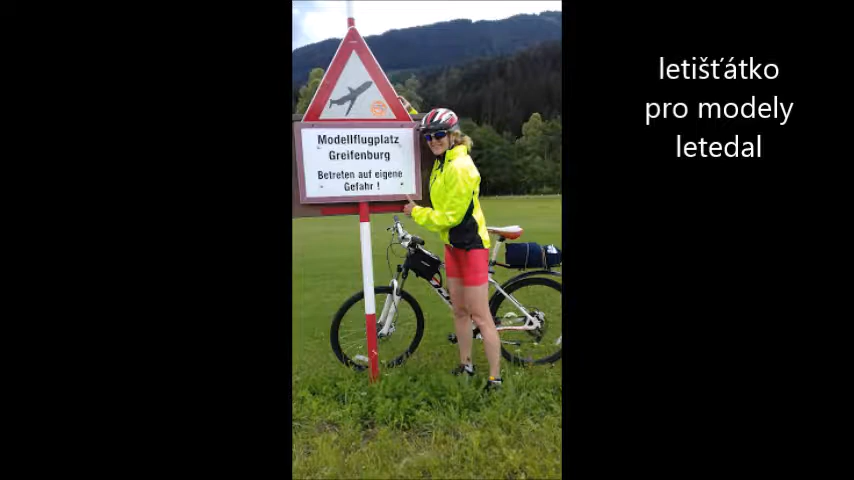 Modellflugplatz
Greifenburg
Betreten auf eigene
Gefahr !
letišťátko
pro modely
letedal